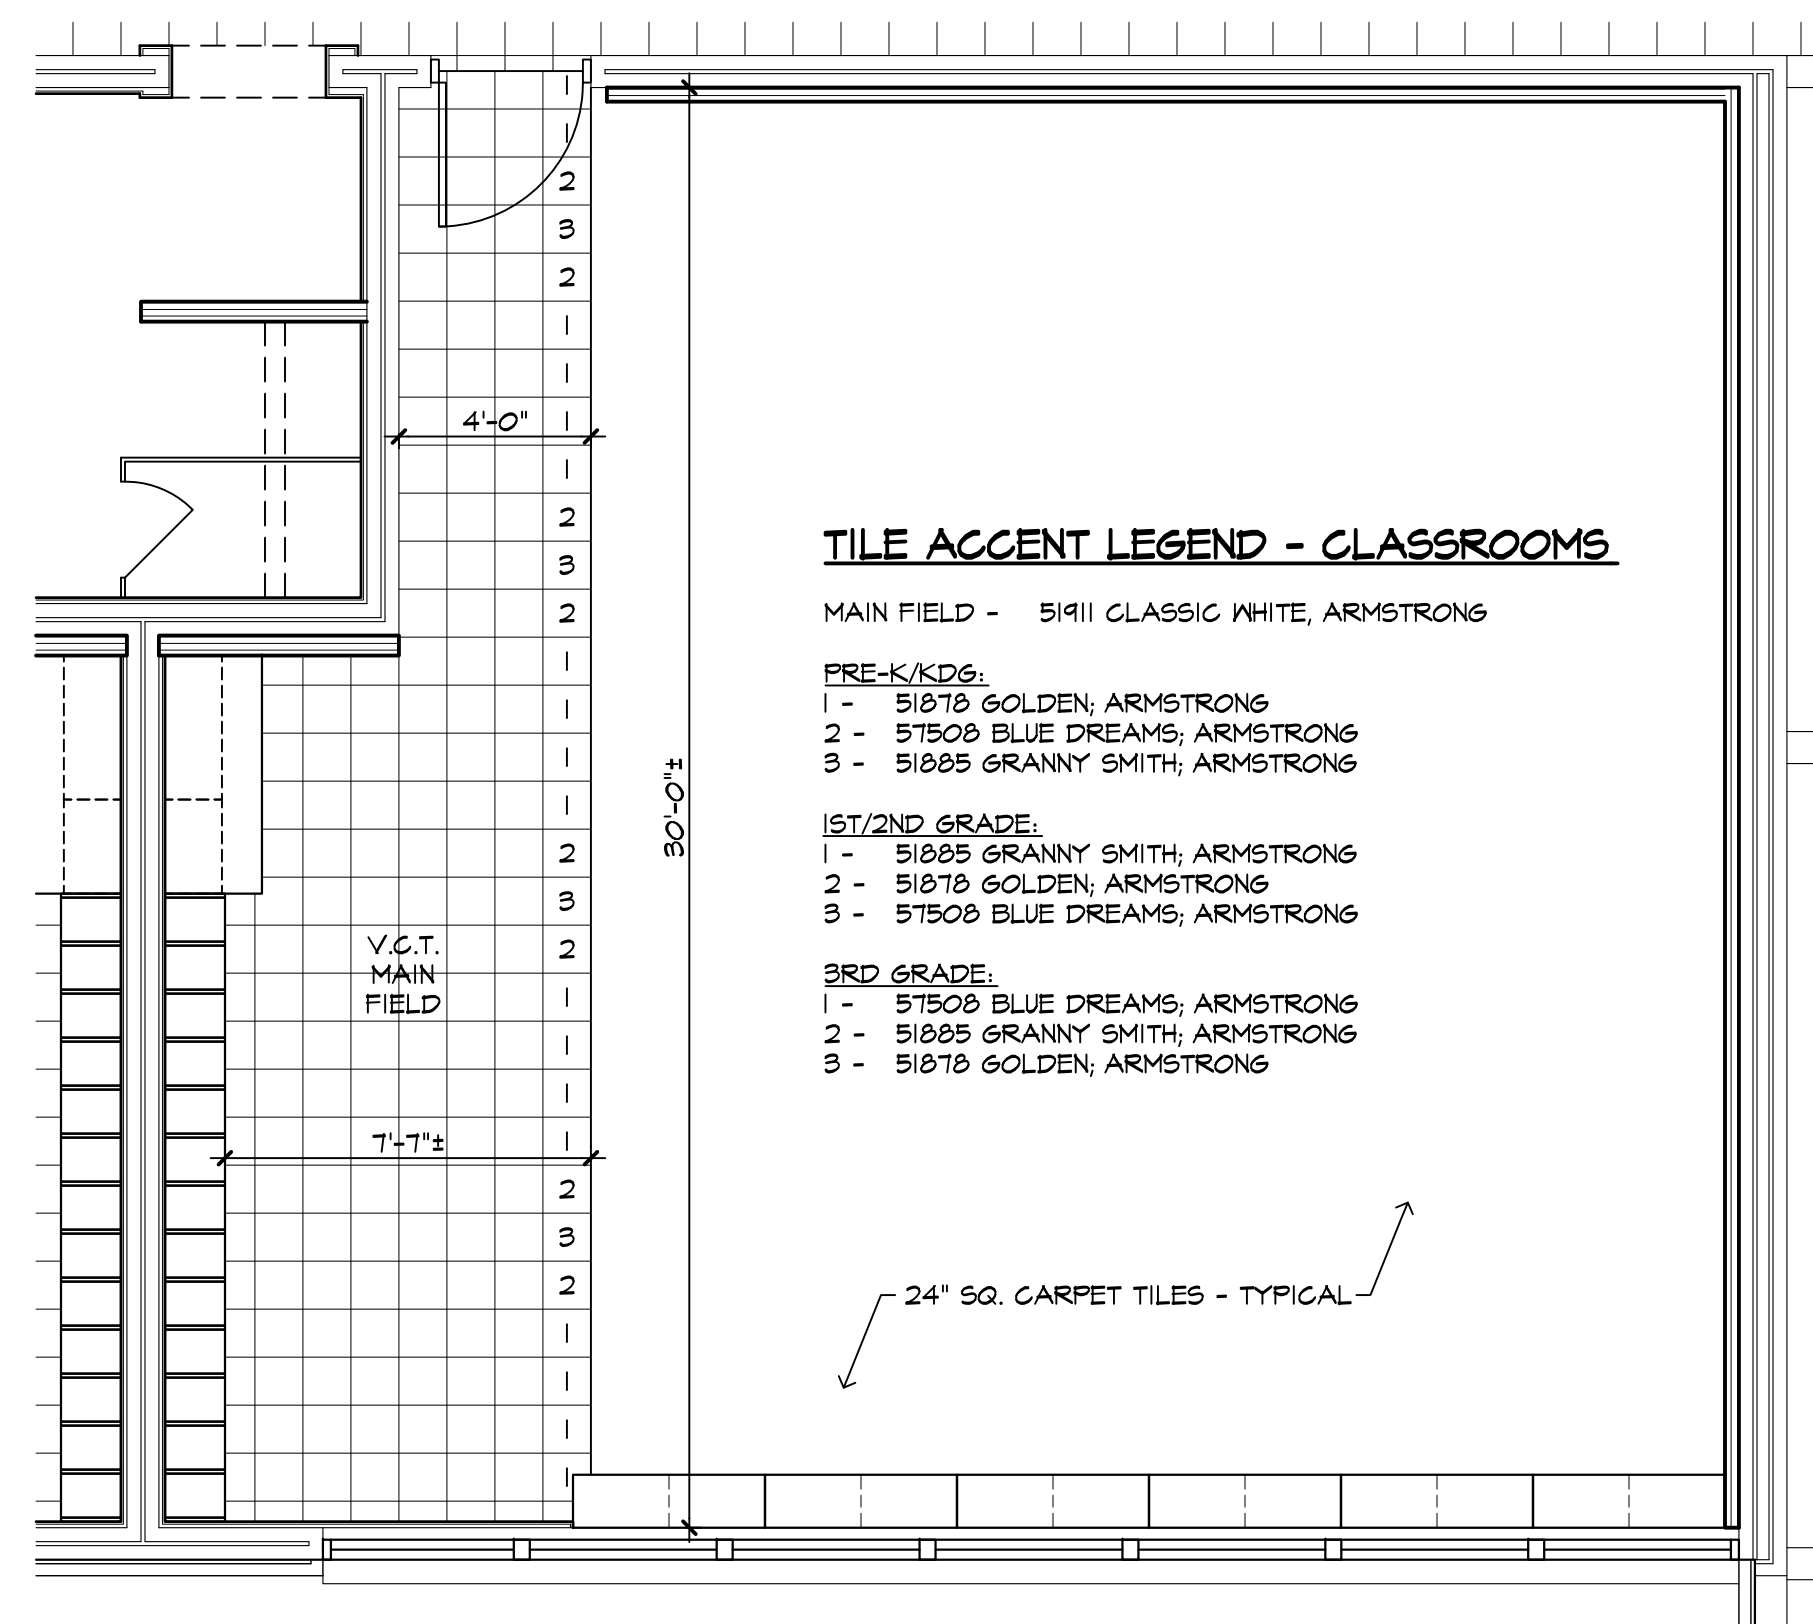 1
1
2
3
2
1
1
1
4'-0"
1
2
3
2
1
1
1
1
2
3
2
1
1
1
1
2
3
2
1
1
1
1
V.C.T.
MAIN
FIELD
7'-7"±
30'-0"±
TILE ACCENT LEGEND - CLASSROOMS
MAIN FIELD - 51911 CLASSIC WHITE, ARMSTRONG
PRE-K/KDG:
1 - 51878 GOLDEN; ARMSTRONG
2 - 57508 BLUE DREAMS; ARMSTRONG
3 - 51885 GRANNY SMITH; ARMSTRONG
1ST/2ND GRADE:
1 - 51885 GRANNY SMITH; ARMSTRONG
2 - 51878 GOLDEN; ARMSTRONG
3 - 57508 BLUE DREAMS; ARMSTRONG
3RD GRADE:
1 - 57508 BLUE DREAMS; ARMSTRONG
2 - 51885 GRANNY SMITH; ARMSTRONG
3 - 51878 GOLDEN; ARMSTRONG
24" SQ. CARPET TILES - TYPICAL